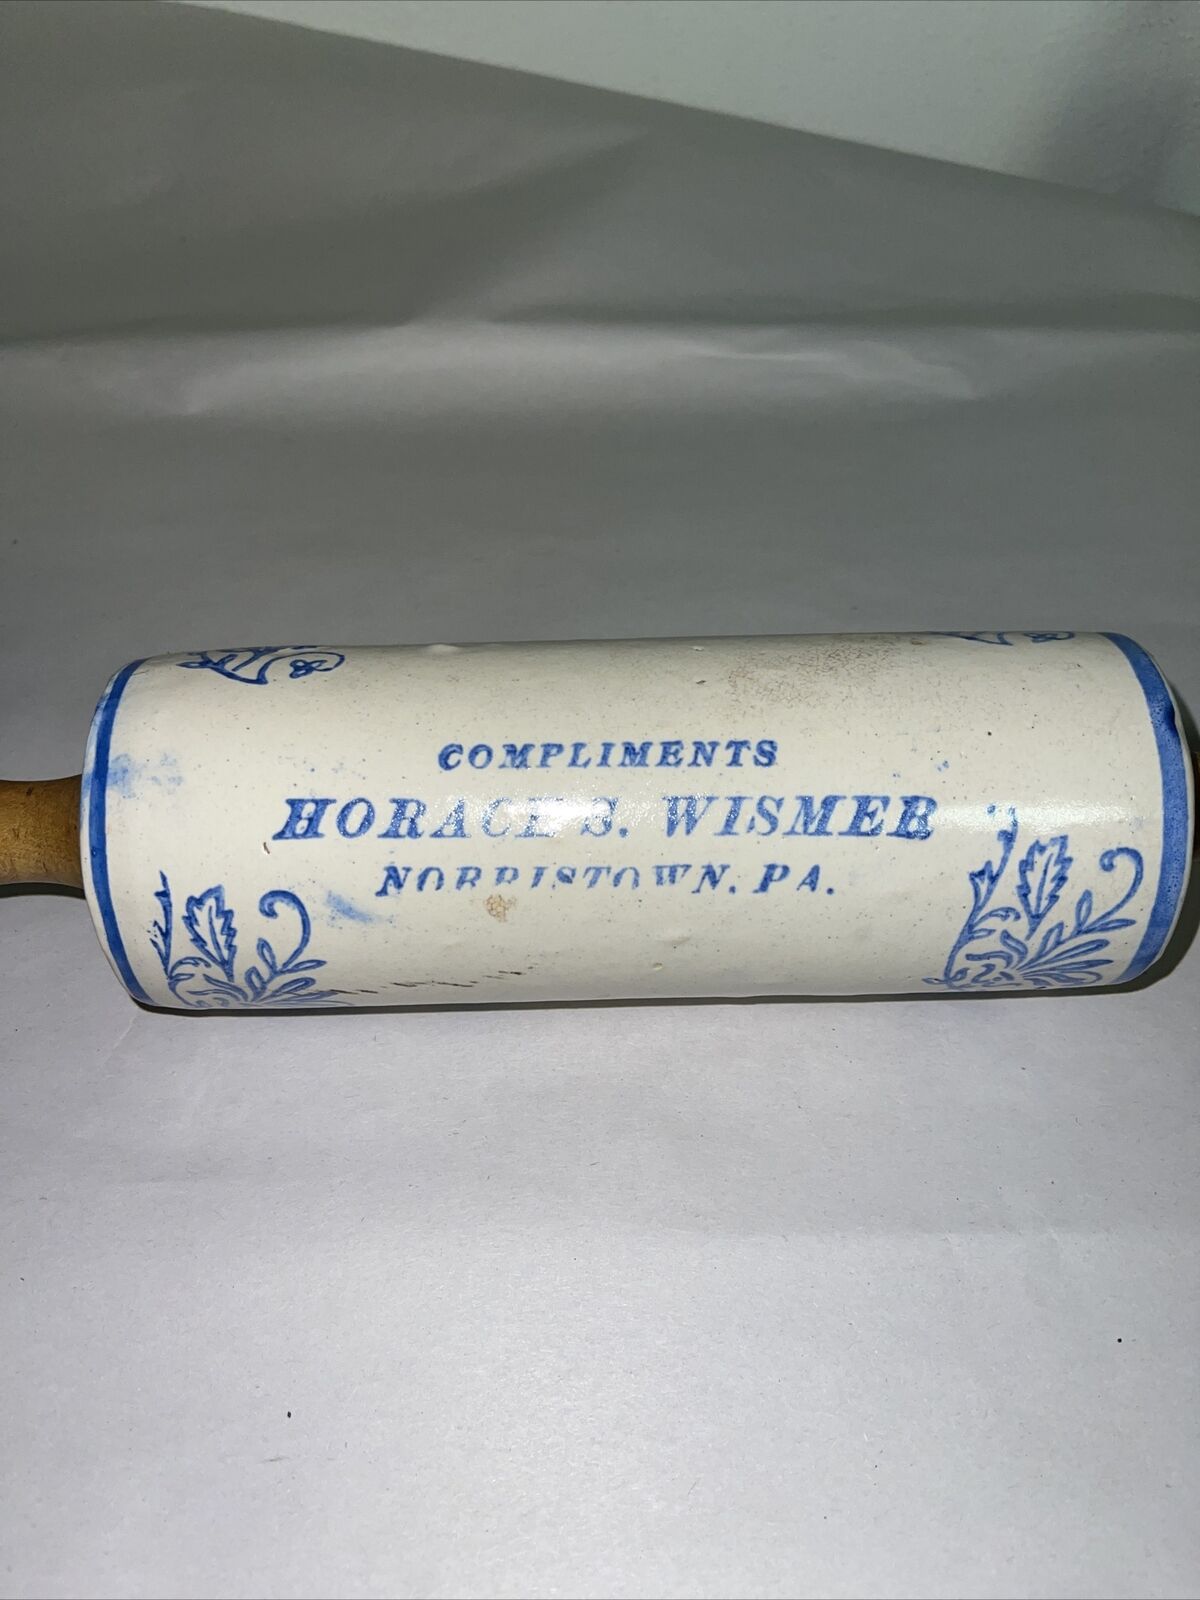 COMPLIMENTS
HORACE S. WISMER
NORRISTOWN, PA.